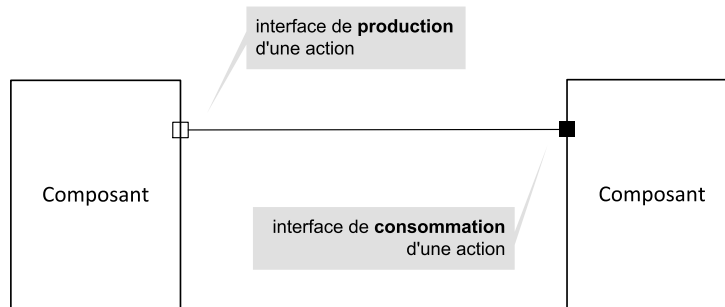 interface de production
d'une action
Composant
Composant
interface de consommation
d'une action